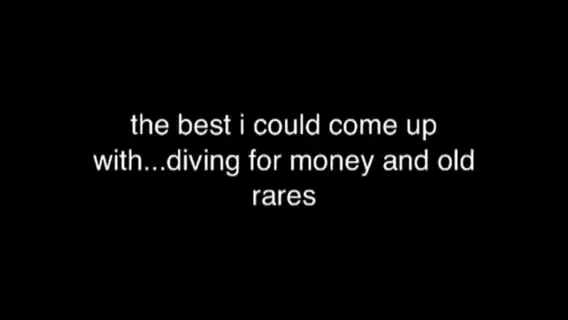 the best i could come up
with...diving for money and old
rares